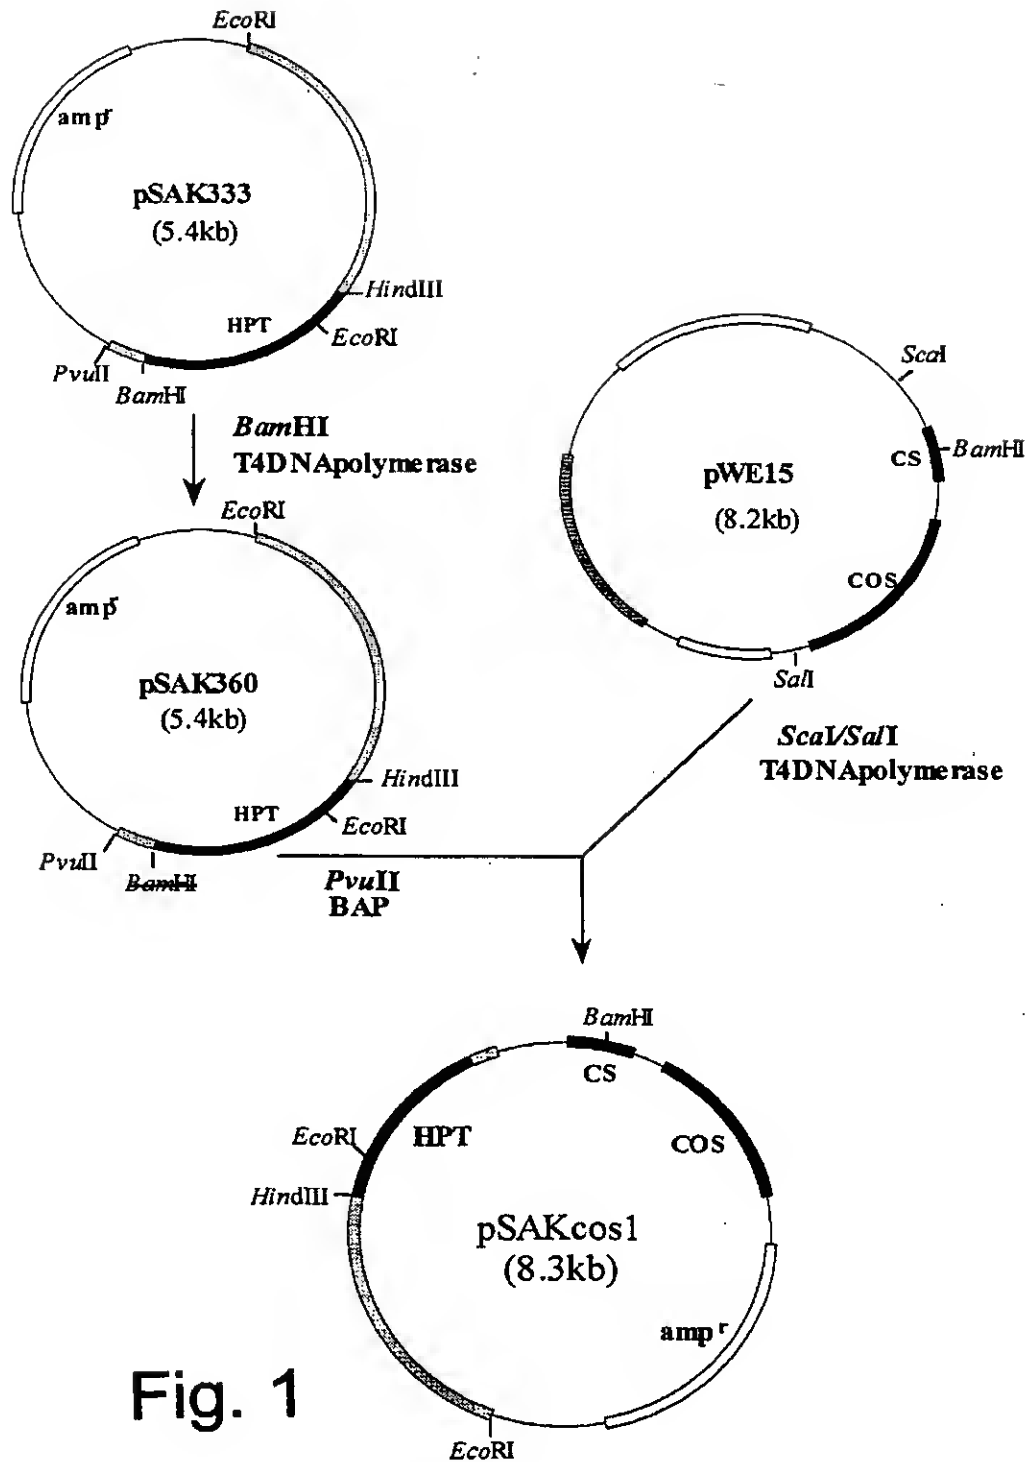 EcoRI
ampr
pSAK333
(5.4kb)
HindIII
HPT
EcoRI
PvuII
BamHI
BamHI
T4DNApolymerase
ScaI
BamHI
CS
pWE15
(8.2kb)
COS
SalI
EcoRI
ampr
pSAK360
(5.4kb)
HindIII
HPT
EcoRI
PvuII
BamHI
ScaI/SalI
T4DNApolymerase
PvuII
BAP
BamHI
CS
COS
HPT
EcoRI
HindIII
pSAKcos1
(8.3kb)
amp r
EcoRI
Fig. 1